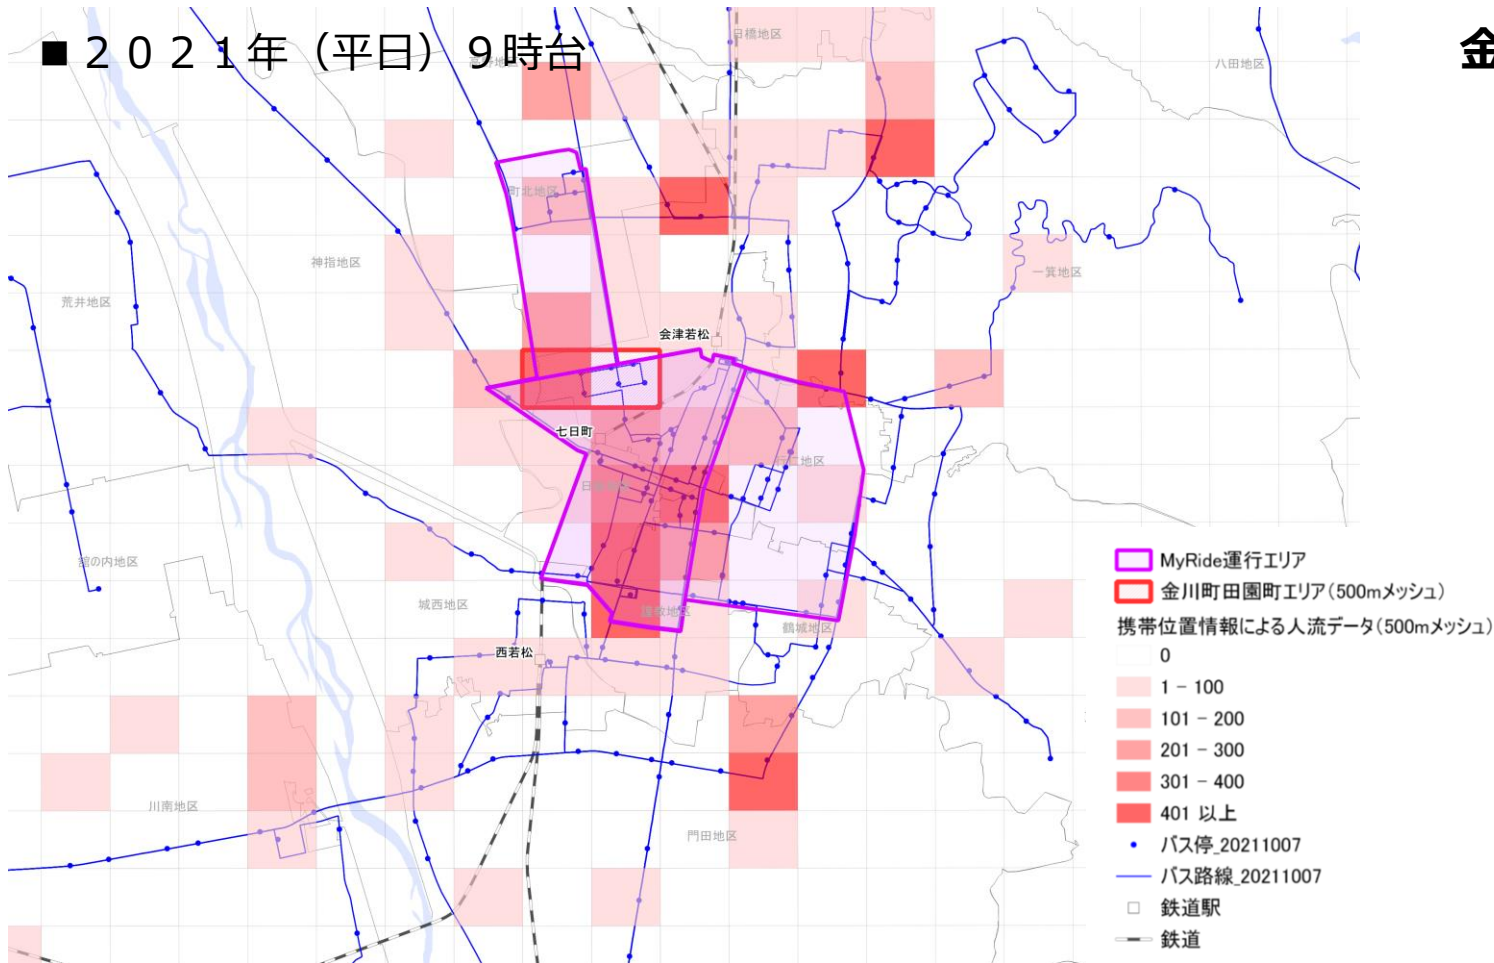 ■２０２１年（平日）９時台
金
日橋地区
八田地区
町北地区
神指地区
一箕地区
荒井地区
会津若松
七日町
行仁地区
舘の内地区
城西地区
謹教地区
鶴城地区
西若松
川南地区
門田地区
MyRide運行エリア
金川町田園町エリア(500mメッシュ)
携帯位置情報による人流データ(500mメッシュ)
0
1 − 100
101 − 200
201 − 300
301 − 400
401 以上
バス停_20211007
バス路線_20211007
鉄道駅
鉄道